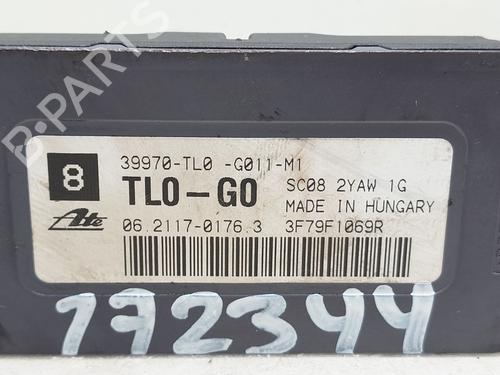 B-PARTS
8
39970-TL0 -G011-M1
TL0-G0
SC08 2YAW 1G
MADE IN HUNGARY
Ate
06.2117-0176.3
3F79F1069R
172344